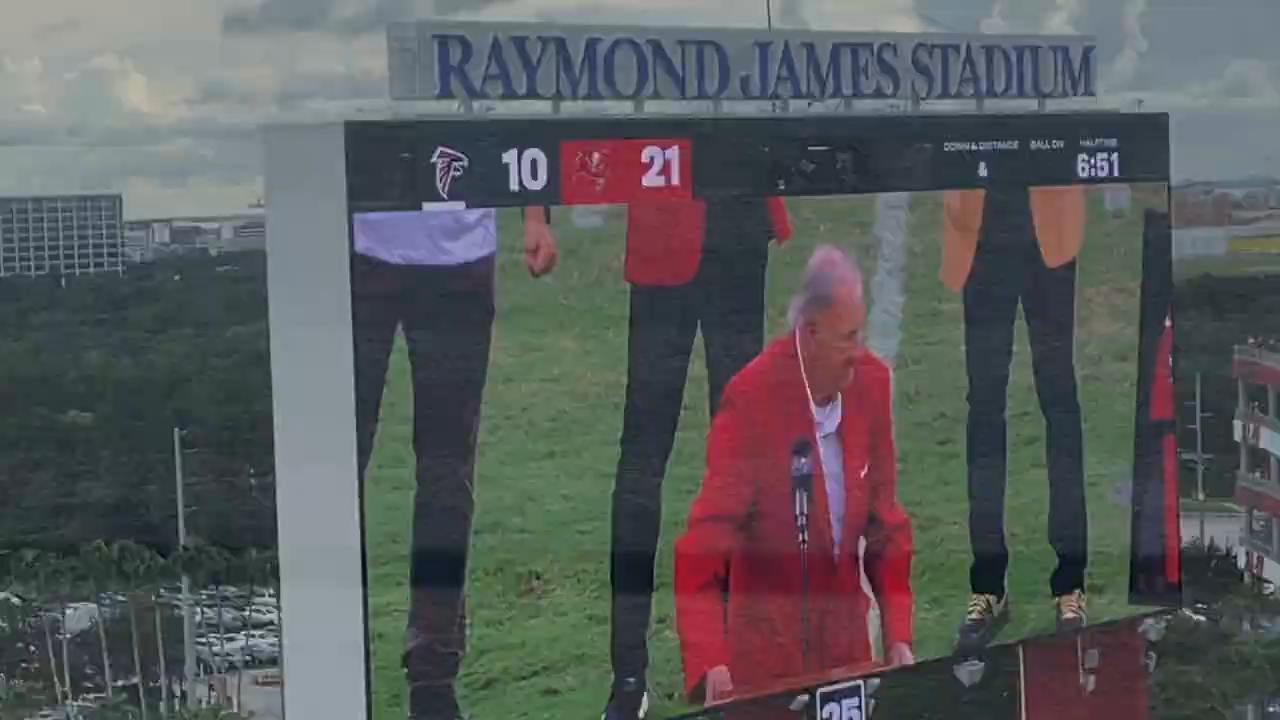 RAYMOND JAMES STADIUM
10 21 DOWN & DISTANCE BALL ON HALFTIME
& 6:51
25